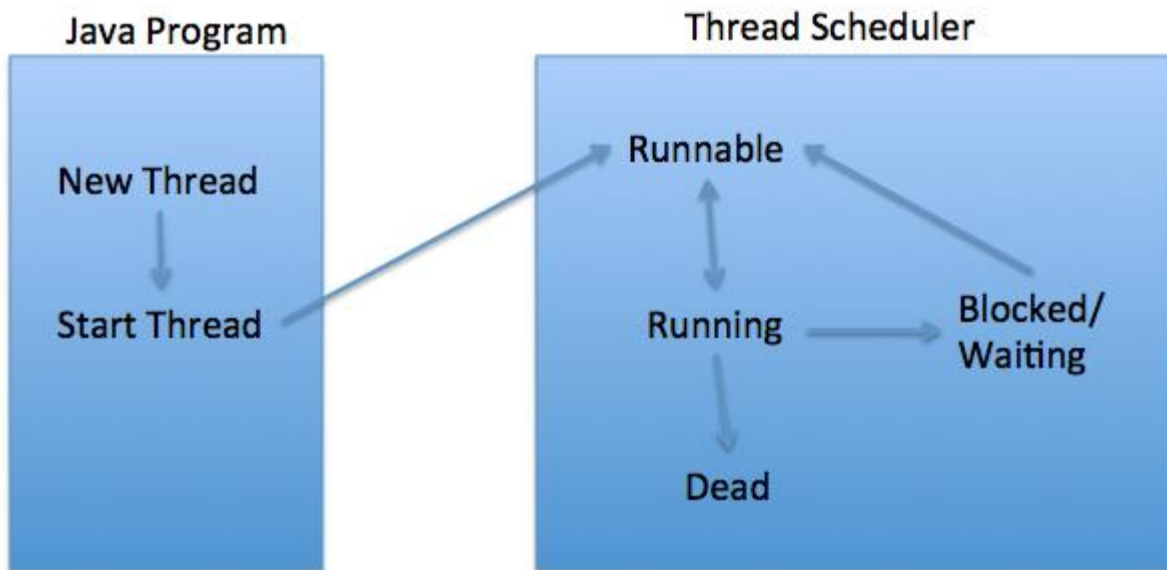 Java Program
New Thread
Start Thread
Thread Scheduler
Runnable
Running
Blocked/
Waiting
Dead